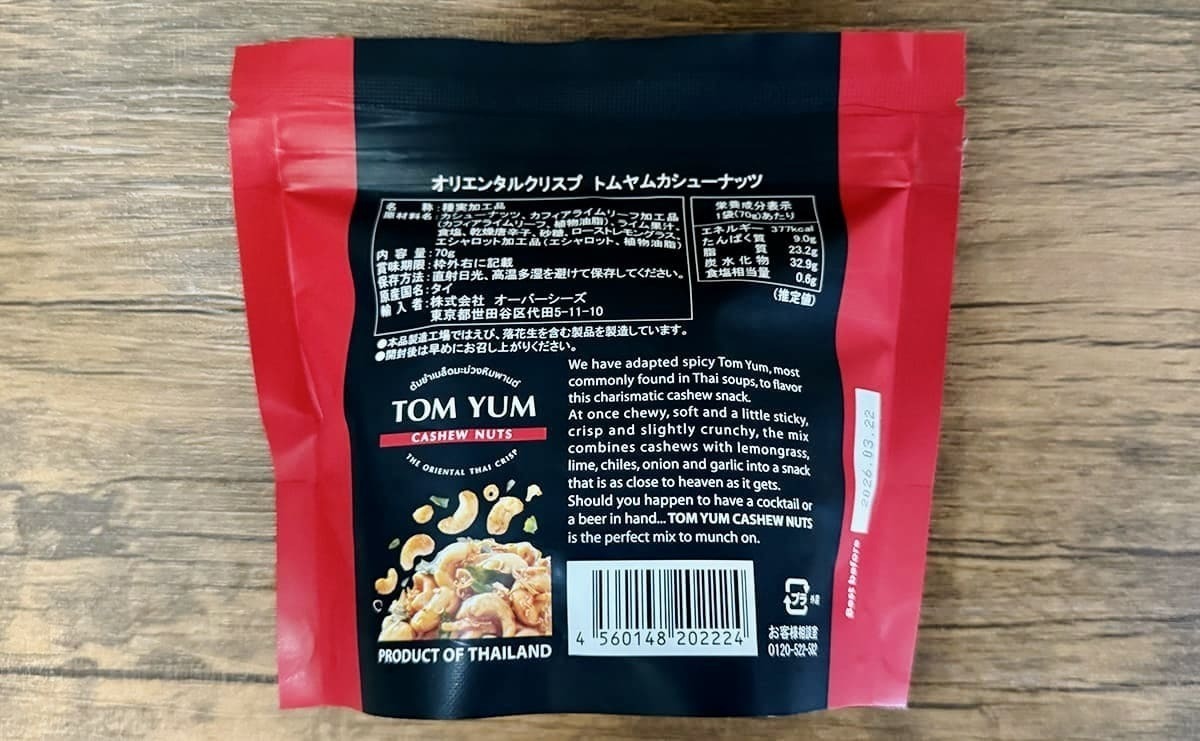 オリエンタルクリスプ トムヤムカシューナッツ
名称:種実加工品
原材料名:カシューナッツ、カフィアライムリーフ加工品
(カフィアライムリーフ、植物油脂)、ライム果汁、
食塩、乾燥唐辛子、砂糖、ローストレモングラス、
エシャロット加工品(エシャロット、植物油脂)
内容量:70g
賞味期限:枠外右に記載
保存方法:直射日光、高温多湿を避けて保存してください。
原産国名:タイ
輸入者:株式会社 オーバーシーズ
東京都世田谷区代田5-11-10
●本品製造工場ではえび、落花生を含む製品を製造しています。
●開封後は早めにお召し上がりください。
栄養成分表示
1袋(70g)あたり
エネルギー 377kcal
たんぱく質 9.0g
脂質 23.2g
炭水化物 32.9g
食塩相当量 0.6g
(推定値)
ต้มยำเมล็ดมะม่วงหิมพานต์
TOM YUM
CASHEW NUTS
THE ORIENTAL THAI CRISP
PRODUCT OF THAILAND
We have adapted spicy Tom Yum, most
commonly found in Thai soups, to flavor
this charismatic cashew snack.
At once chewy, soft and a little sticky,
crisp and slightly crunchy, the mix
combines cashews with lemongrass,
lime, chiles, onion and garlic into a snack
that is as close to heaven as it gets.
Should you happen to have a cocktail or
a beer in hand... TOM YUM CASHEW NUTS
is the perfect mix to munch on.
4 560148 202224
プラ
お客様相談室
Best before
2026.03.22